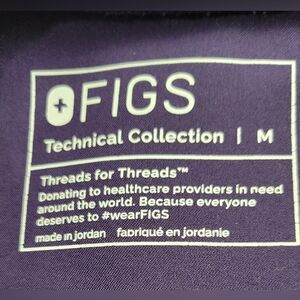 FIGS
Technical Collection | M
Threads for Threads™
Donating to healthcare providers in need
around the world. Because everyone
deserves to #wearFIGS
made in jordan fabriqué en jordanie